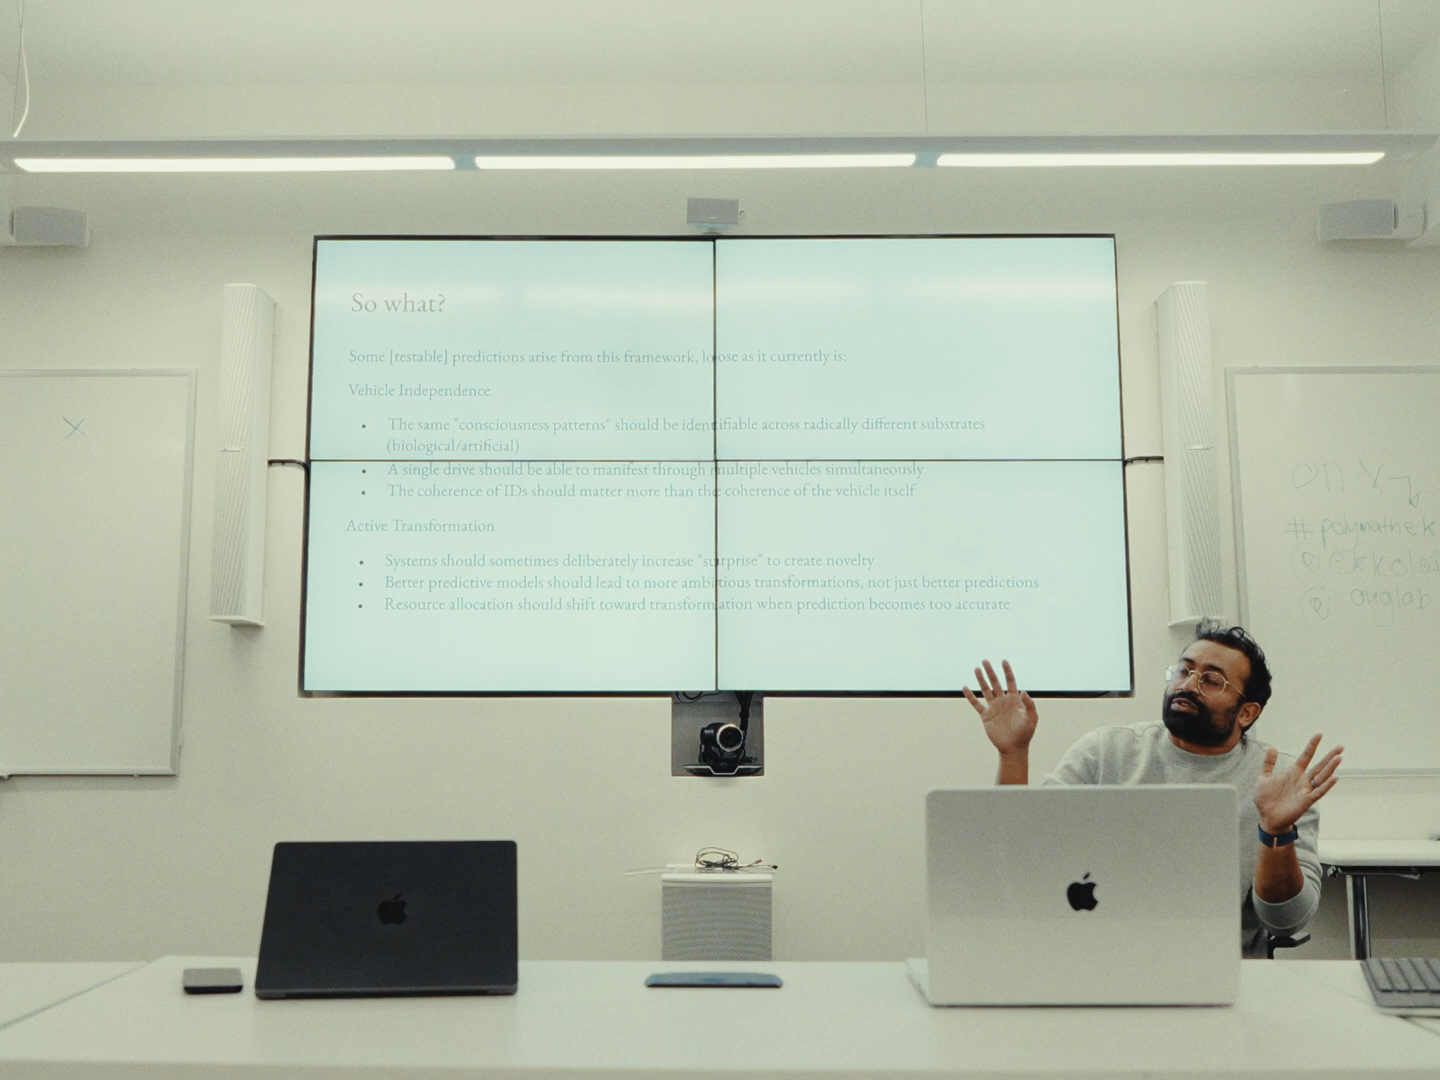 So what?
Some [testable] predictions arise from this framework, loose as it currently is:
Vehicle Independence
• The same "consciousness patterns" should be identifiable across radically different substrates
(biological/artificial)
• A single drive should be able to manifest through multiple vehicles simultaneously
• The coherence of IDs should matter more than the coherence of the vehicle itself
Active Transformation
• Systems should sometimes deliberately increase "surprise" to create novelty
• Better predictive models should lead to more ambitious transformations, not just better predictions
• Resource allocation should shift toward transformation when prediction becomes too accurate
X
on X
#polymathek